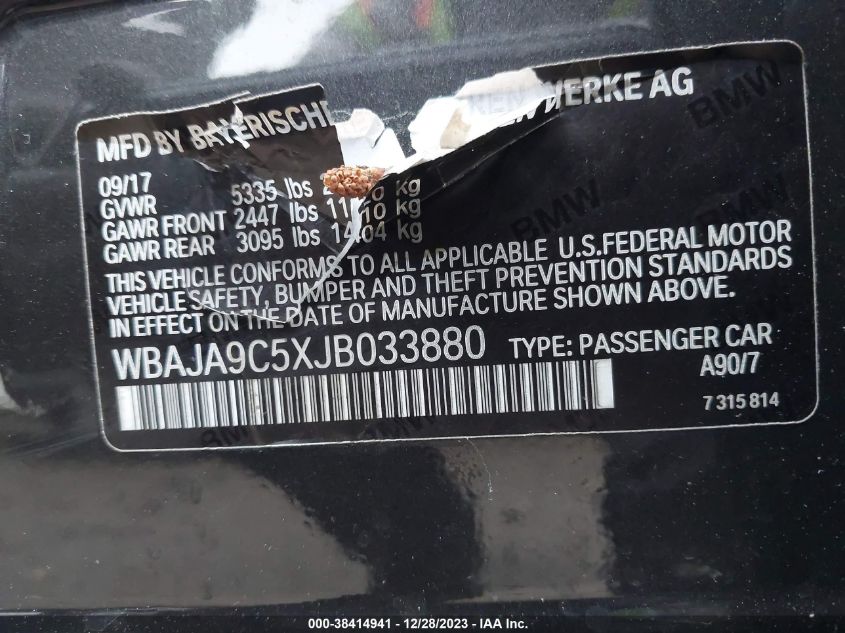 MFD BY BAYERISCHE WERKE AG
09/17
GVWR 5335 lbs kg
GAWR FRONT 2447 lbs kg
GAWR REAR 3095 lbs kg
THIS VEHICLE CONFORMS TO ALL APPLICABLE U.S.FEDERAL MOTOR
VEHICLE SAFETY, BUMPER AND THEFT PREVENTION STANDARDS
IN EFFECT ON THE DATE OF MANUFACTURE SHOWN ABOVE.
WBAJA9C5XJB033880 TYPE: PASSENGER CAR
A90/7
7 315 814
BMW
BMW
BMW
000-38414941 - 12/28/2023 - IAA Inc.